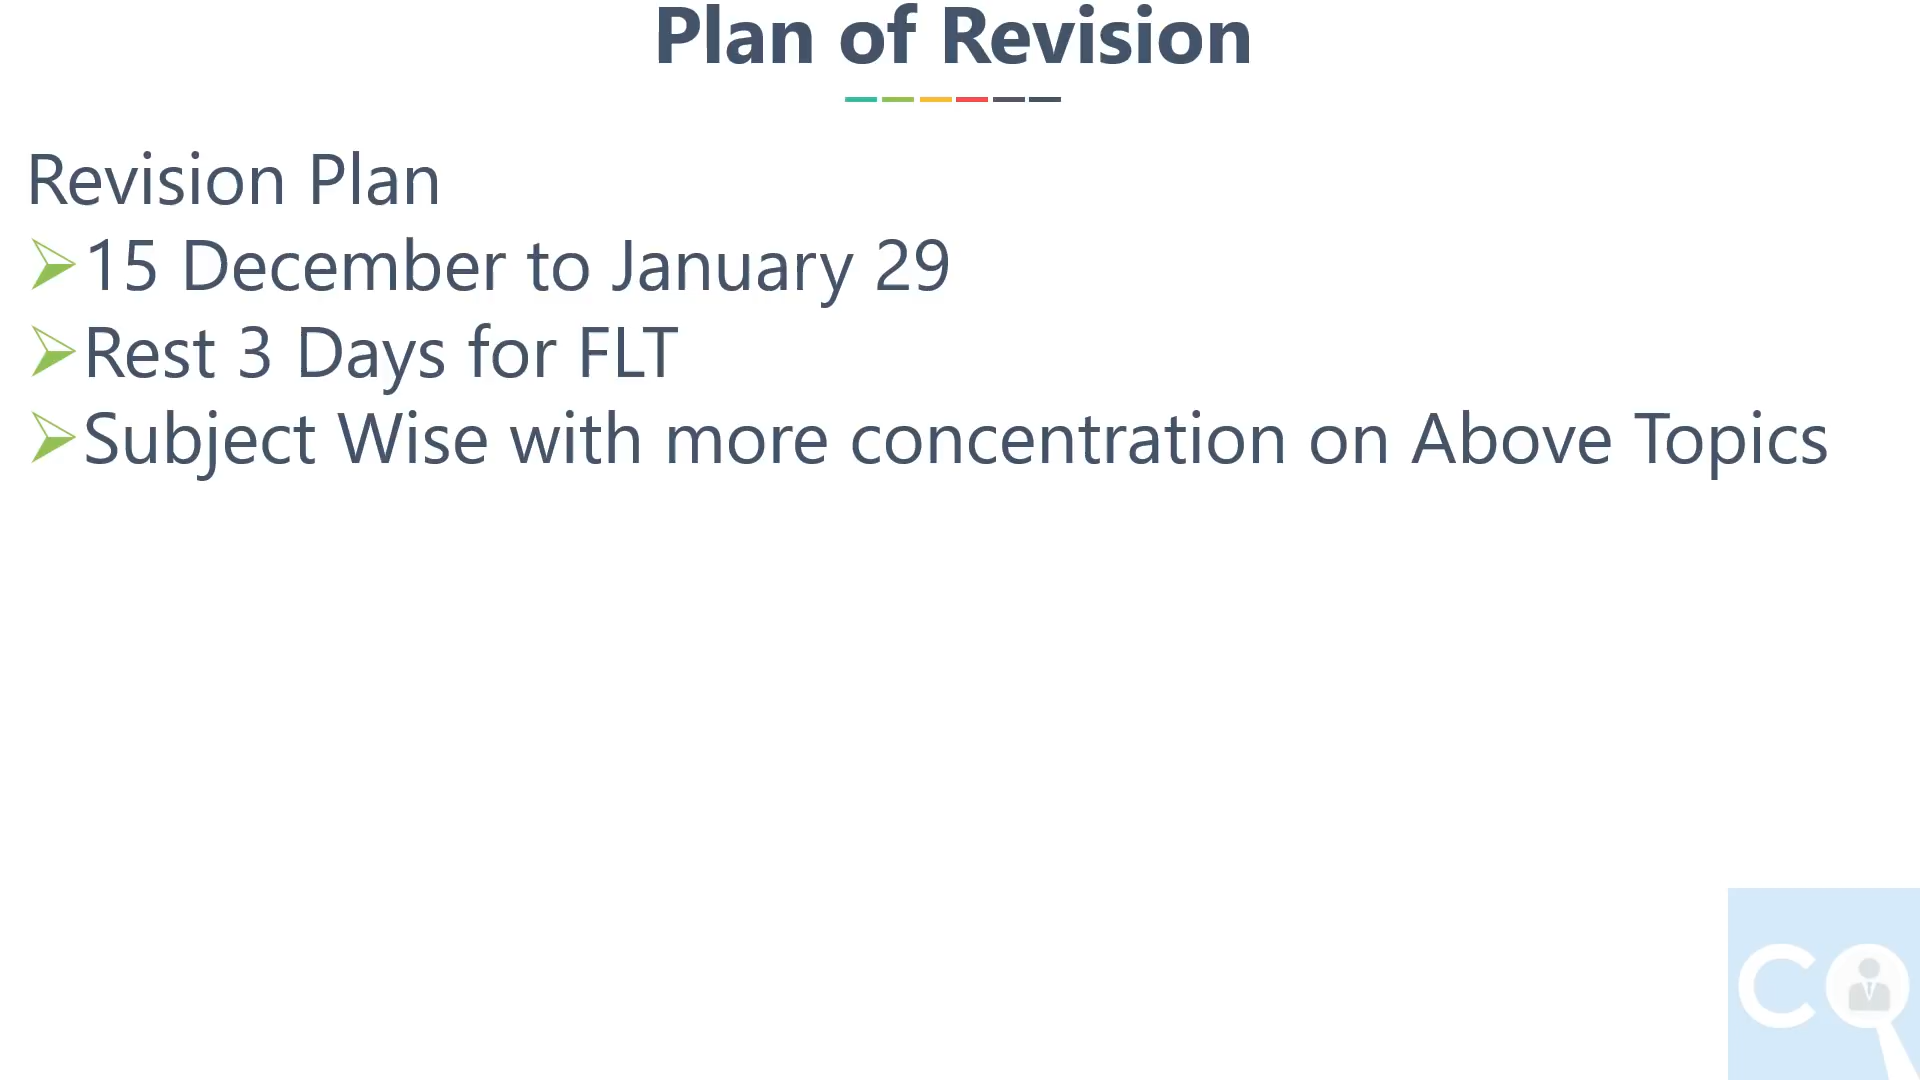 Plan of Revision
Revision Plan
15 December to January 29
Rest 3 Days for FLT
Subject Wise with more concentration on Above Topics
CQ